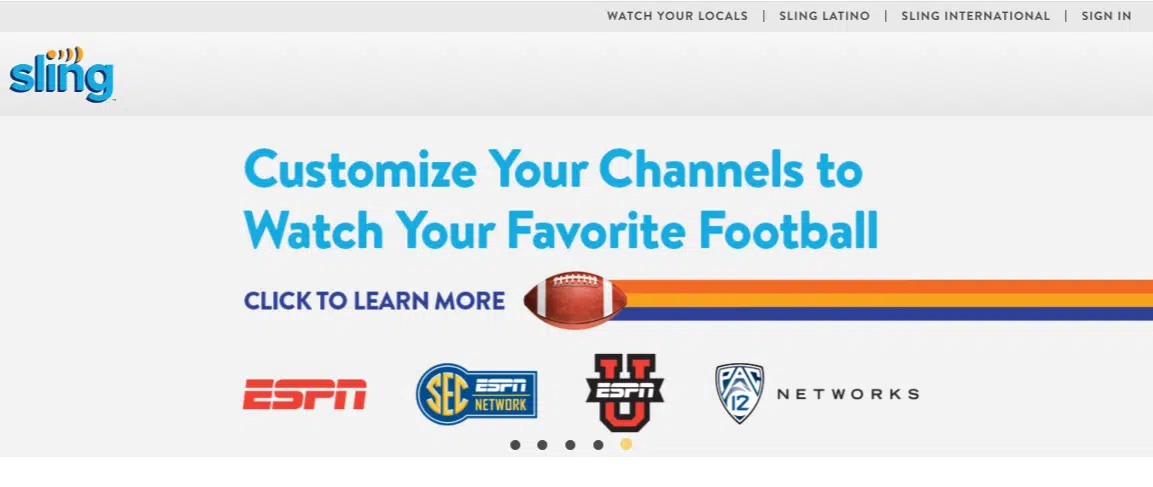 WATCH YOUR LOCALS | SLING LATINO | SLING INTERNATIONAL | SIGN IN
sling
Customize Your Channels to
Watch Your Favorite Football
CLICK TO LEARN MORE
ESPN
SEC ESPN NETWORK
U ESPN
PAC 12 NETWORKS